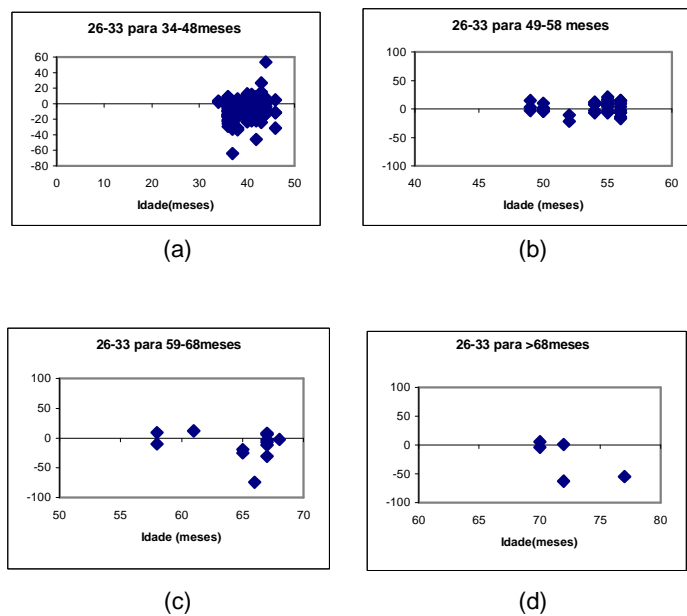 26-33 para 34-48meses
60
40
20
0
-20
-40
-60
-80
0 10 20 30 40 50
Idade(meses)
(a)
26-33 para 49-58 meses
100
50
0
-50
-100
40 45 50 55 60
Idade (meses)
(b)
26-33 para 59-68meses
100
50
0
-50
-100
50 55 60 65 70
Idade (meses)
(c)
26-33 para >68meses
100
50
0
-50
-100
60 70 80
Idade(meses)
(d)